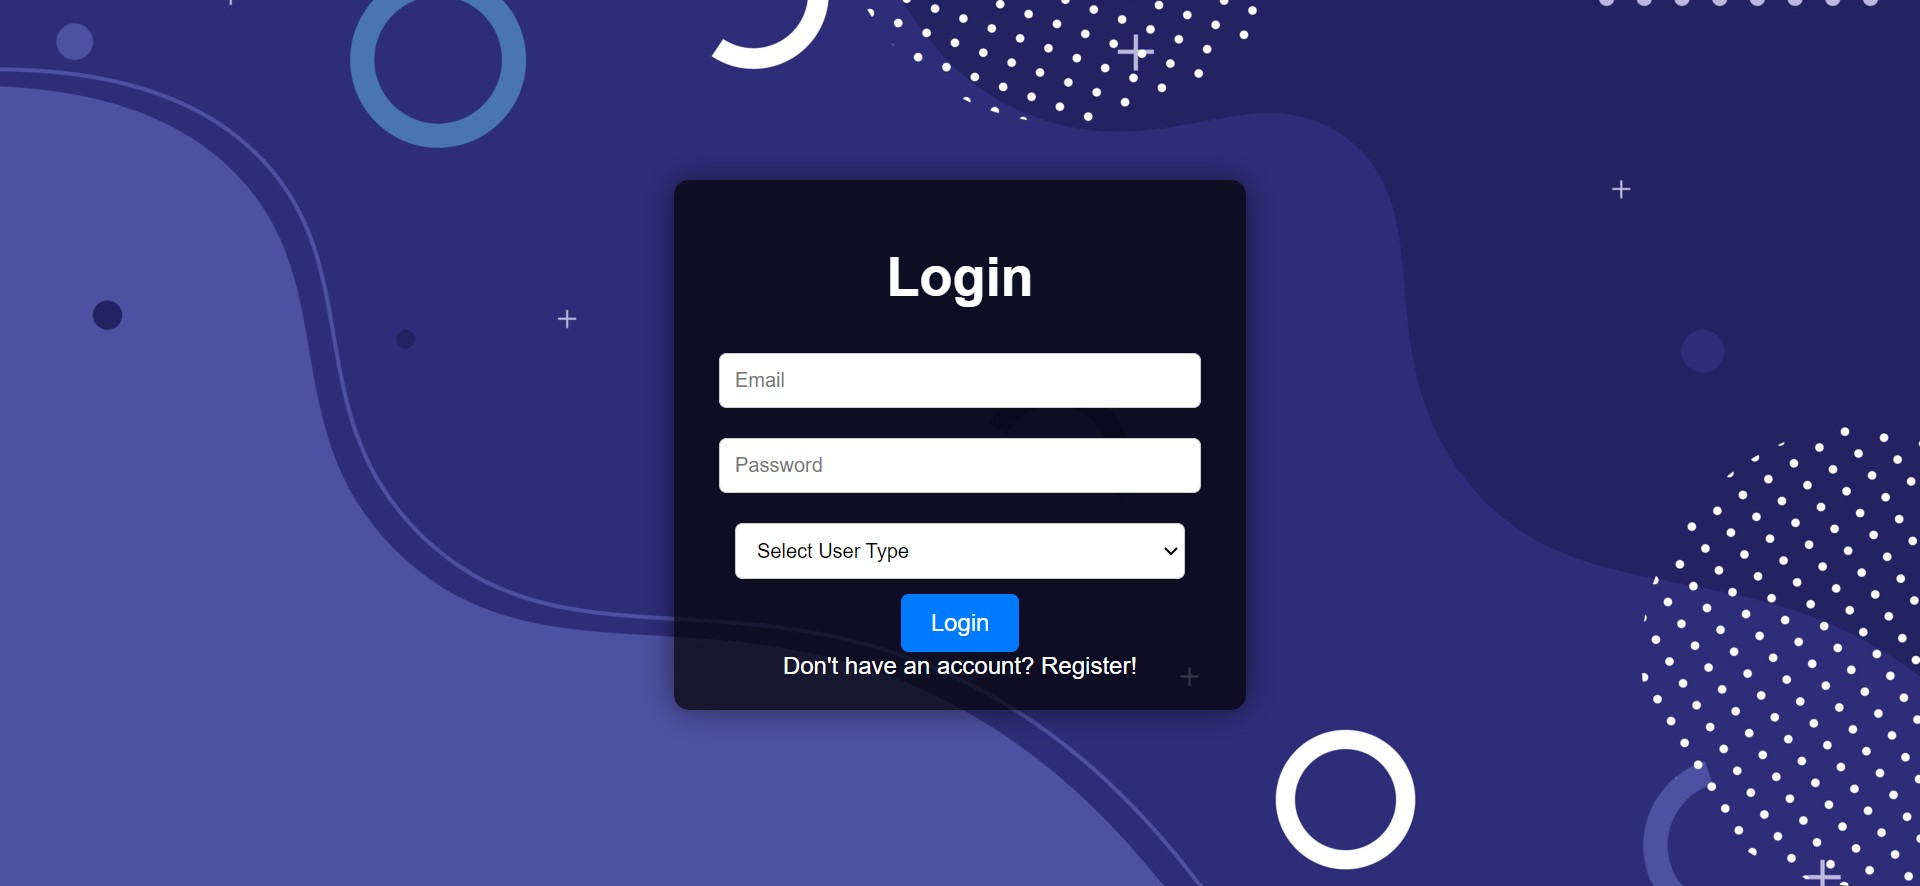 Login
Email
Password
Select User Type
Login
Don't have an account? Register!